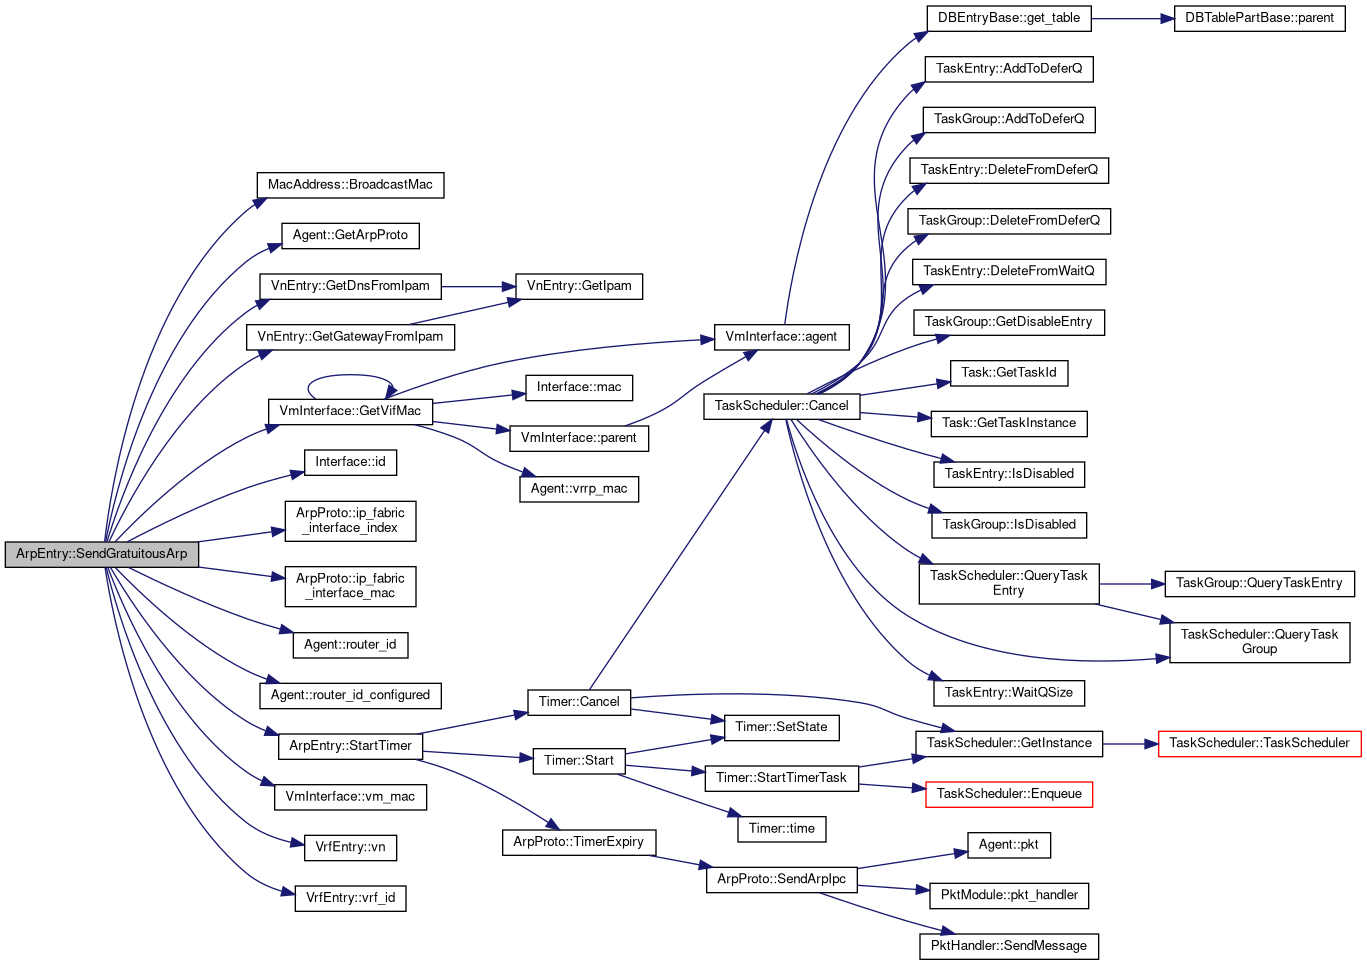 ArpEntry::SendGratuitousArp
MacAddress::BroadcastMac
Agent::GetArpProto
VnEntry::GetDnsFromIpam
VnEntry::GetGatewayFromIpam
VmInterface::GetVifMac
Interface::id
ArpProto::ip_fabric
_interface_index
ArpProto::ip_fabric
_interface_mac
Agent::router_id
Agent::router_id_configured
ArpEntry::StartTimer
VmInterface::vm_mac
VrfEntry::vn
VrfEntry::vrf_id
VnEntry::GetIpam
Interface::mac
VmInterface::parent
Agent::vrrp_mac
Timer::Cancel
Timer::Start
ArpProto::TimerExpiry
VmInterface::agent
TaskScheduler::Cancel
Timer::SetState
Timer::StartTimerTask
Timer::time
ArpProto::SendArpIpc
DBEntryBase::get_table
TaskEntry::AddToDeferQ
TaskGroup::AddToDeferQ
TaskEntry::DeleteFromDeferQ
TaskGroup::DeleteFromDeferQ
TaskEntry::DeleteFromWaitQ
TaskGroup::GetDisableEntry
Task::GetTaskId
Task::GetTaskInstance
TaskEntry::IsDisabled
TaskGroup::IsDisabled
TaskScheduler::QueryTask
Entry
TaskEntry::WaitQSize
TaskScheduler::GetInstance
TaskScheduler::Enqueue
Agent::pkt
PktModule::pkt_handler
PktHandler::SendMessage
DBTablePartBase::parent
TaskGroup::QueryTaskEntry
TaskScheduler::QueryTask
Group
TaskScheduler::TaskScheduler